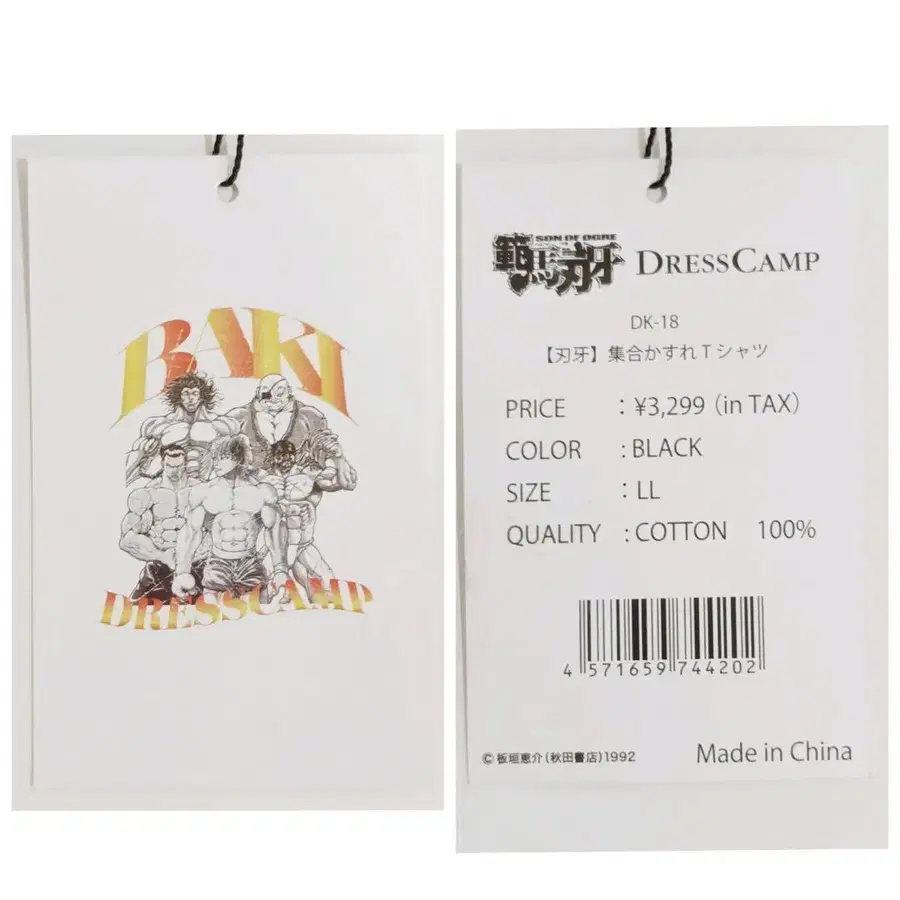 BAKI
DRESSCAMP
SON OF OGRE
範馬刃牙 DRESSCAMP
DK-18
【刃牙】集合かすれTシャツ
PRICE : ¥3,299 (in TAX)
COLOR : BLACK
SIZE : LL
QUALITY : COTTON 100%
4 571659 744202
© 板垣恵介(秋田書店)1992 Made in China